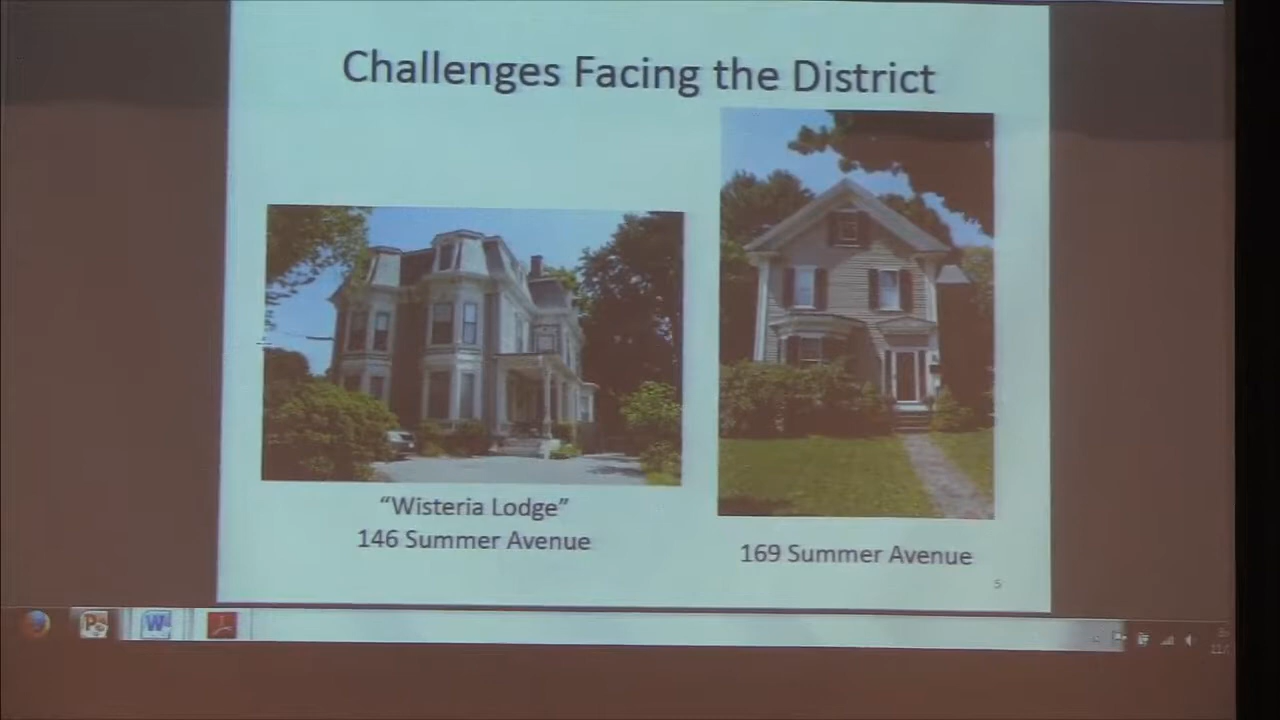 Challenges Facing the District
“Wisteria Lodge”
146 Summer Avenue
169 Summer Avenue
5